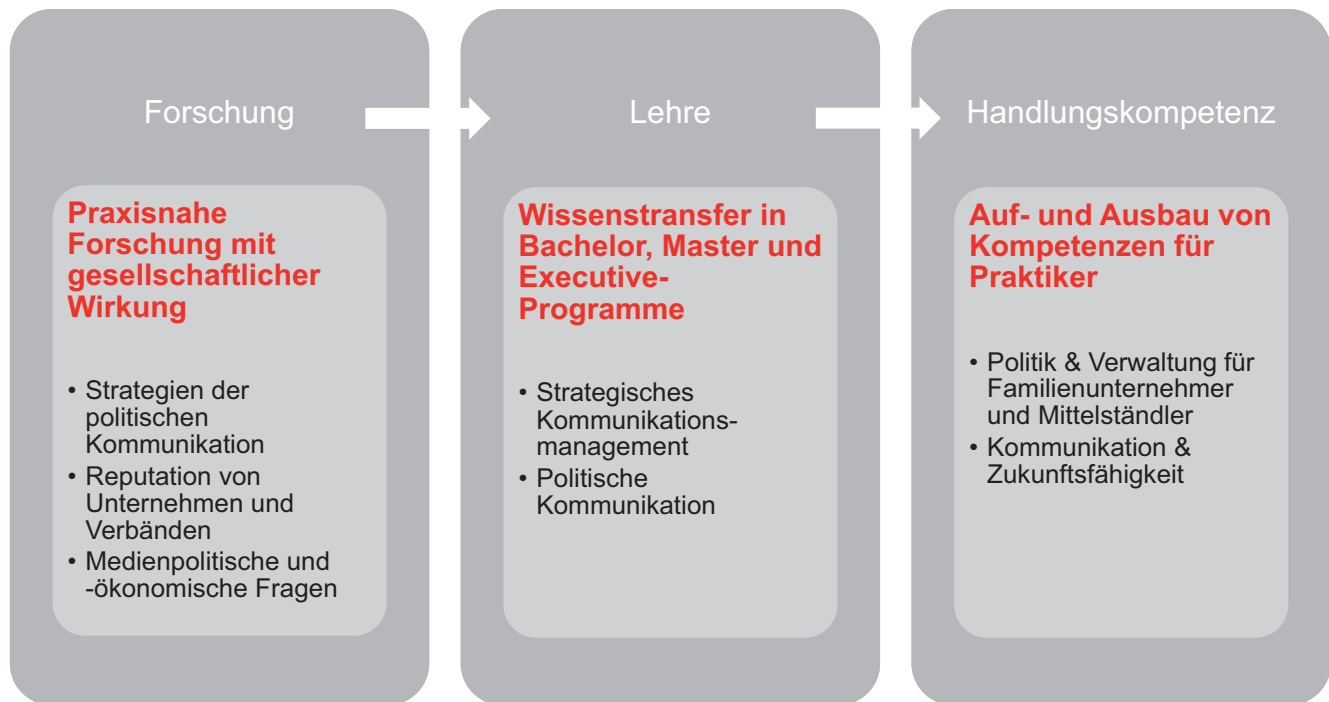 Forschung
Praxisnahe
Forschung mit
gesellschaftlicher
Wirkung
• Strategien der
politischen
Kommunikation
• Reputation von
Unternehmen und
Verbänden
• Medienpolitische und
-ökonomische Fragen
Lehre
Wissenstransfer in
Bachelor, Master und
Executive-
Programme
• Strategisches
Kommunikations-
management
• Politische
Kommunikation
Handlungskompetenz
Auf- und Ausbau von
Kompetenzen für
Praktiker
• Politik & Verwaltung für
Familienunternehmer
und Mittelständler
• Kommunikation &
Zukunftsfähigkeit